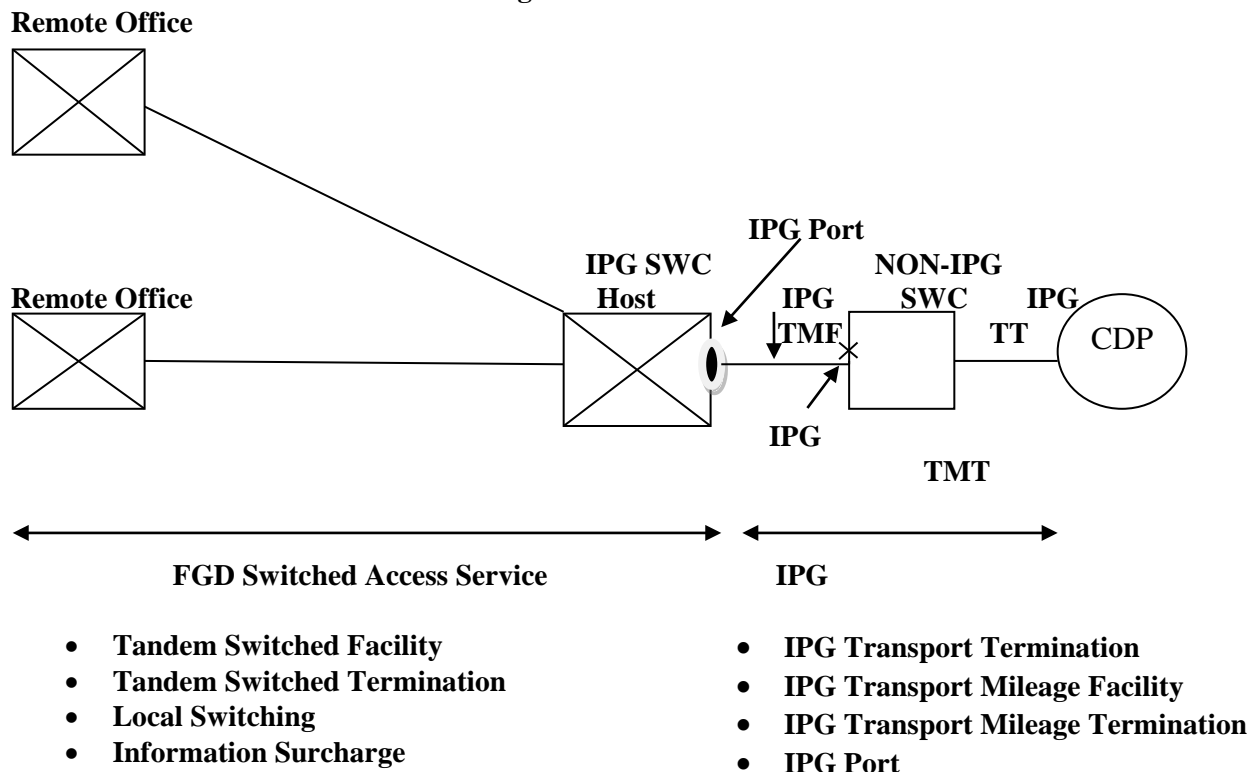 Remote Office
IPG Port
IPG SWC
Host
NON-IPG
SWC
Remote Office
IPG
TMF
IPG
TT
CDP
IPG
TMT
FGD Switched Access Service
IPG
• Tandem Switched Facility
• Tandem Switched Termination
• Local Switching
• Information Surcharge
• IPG Transport Termination
• IPG Transport Mileage Facility
• IPG Transport Mileage Termination
• IPG Port